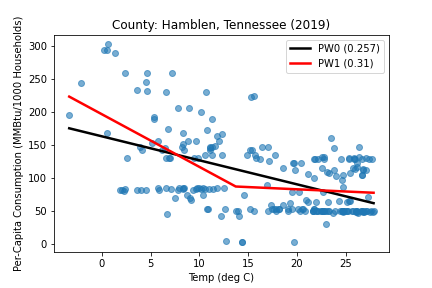 County: Hamblen, Tennessee (2019)
Per-Capita Consumption (MMBtu/1000 Households)
300
250
200
150
100
50
0
PW0 (0.257)
PW1 (0.31)
0 5 10 15 20 25
Temp (deg C)